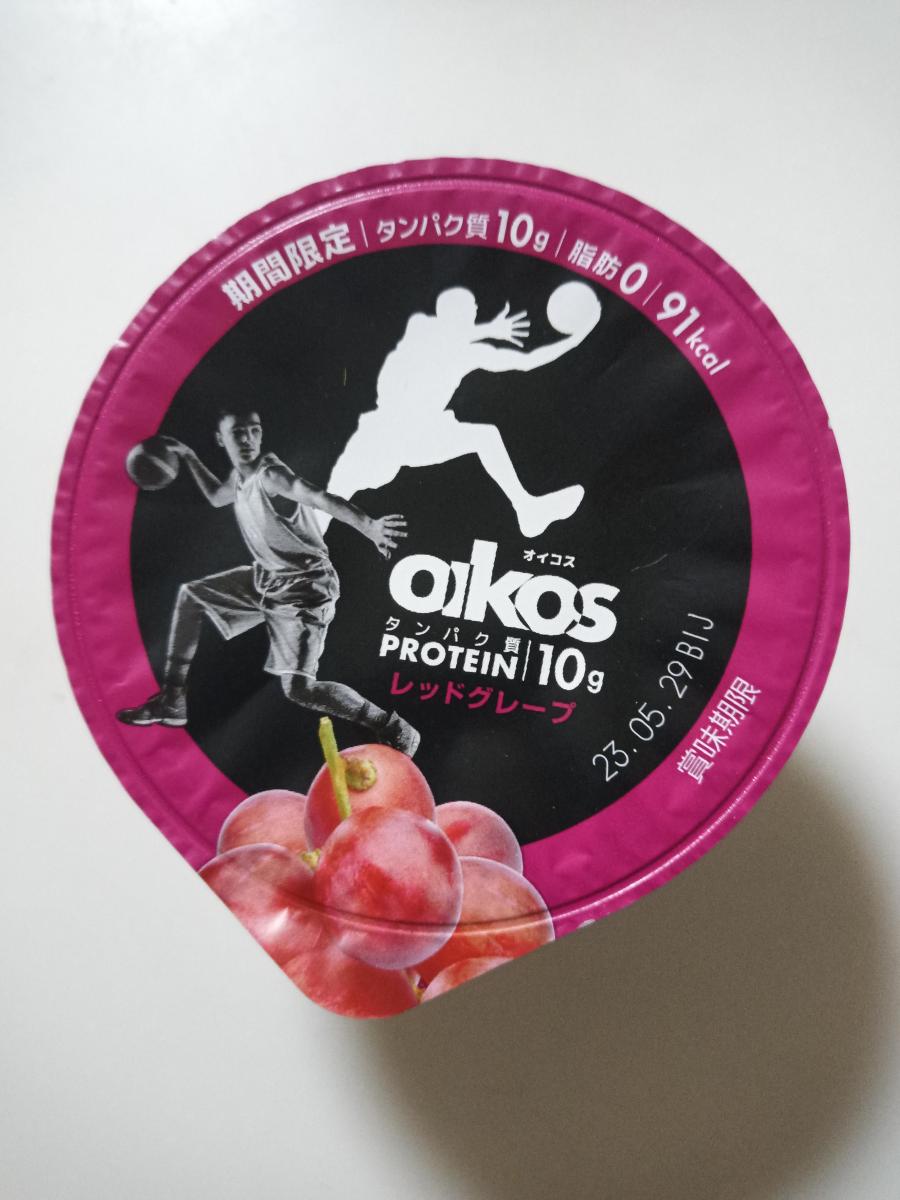 期間限定|タンパク質10g|脂肪0|91kcal
オイコス
oikos
タンパク質
PROTEIN|10g
レッドグレープ
23.05.29BIJ
賞味期限